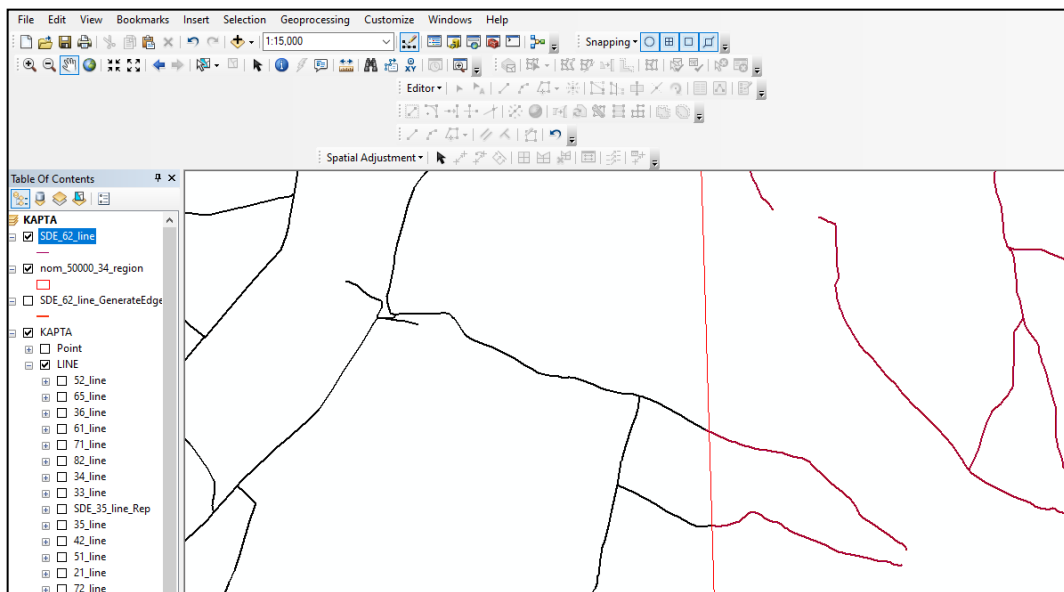 File Edit View Bookmarks Insert Selection Geoprocessing Customize Windows Help
1:15,000 Snapping
Editor
Spatial Adjustment
Table Of Contents
КАРТА
SDE_62_line
nom_50000_34_region
SDE_62_line_GenerateEdge
КАРТА
Point
LINE
52_line
65_line
36_line
61_line
71_line
82_line
34_line
33_line
SDE_35_line_Rep
35_line
42_line
51_line
21_line
72_line